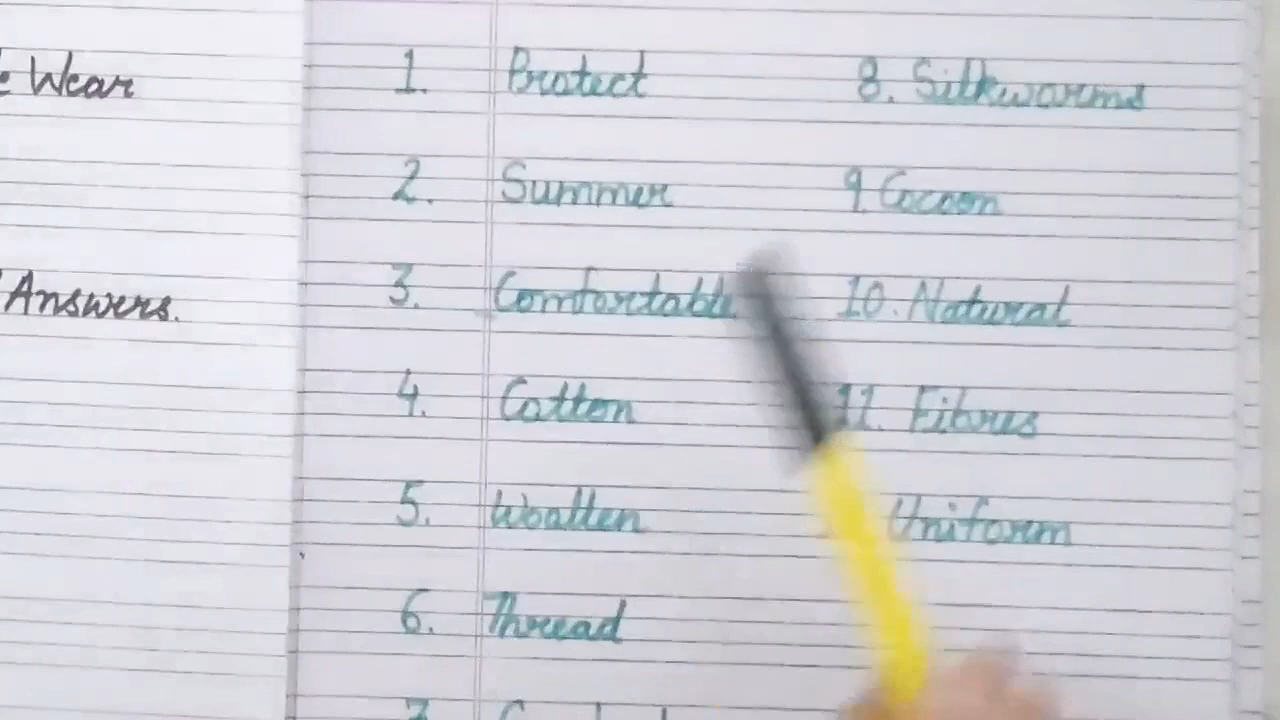 Wear
Answers.
1. Protect
2. Summer
3. Comfortable
4. Cotton
5. Woollen
6. Thread
7.
8. Silkworms
9. Cocoon
10. Natural
11. Fibres
Uniform